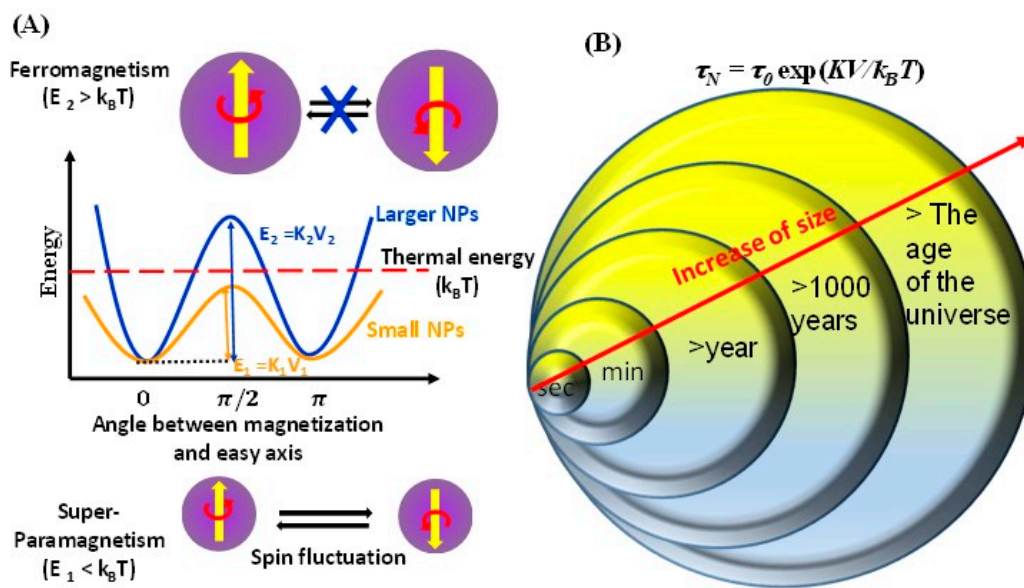 (A)
Ferromagnetism
(E ₂ > kBT)
Energy
Larger NPs
E₂ =K₂V₂
Thermal energy
(kBT)
Small NPs
E₁ =K₁V₁
0
π/2
π
Angle between magnetization
and easy axis
Super-
Paramagnetism
(E ₁ < kBT)
Spin fluctuation
(B)
τN = τ0 exp(KV/kBT)
Increase of size
sec
min
>year
>1000
years
> The
age
of the
universe